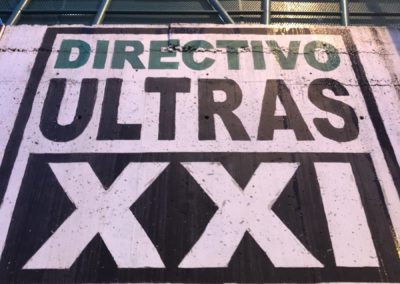 DIRECTIVO
ULTRAS
XXI